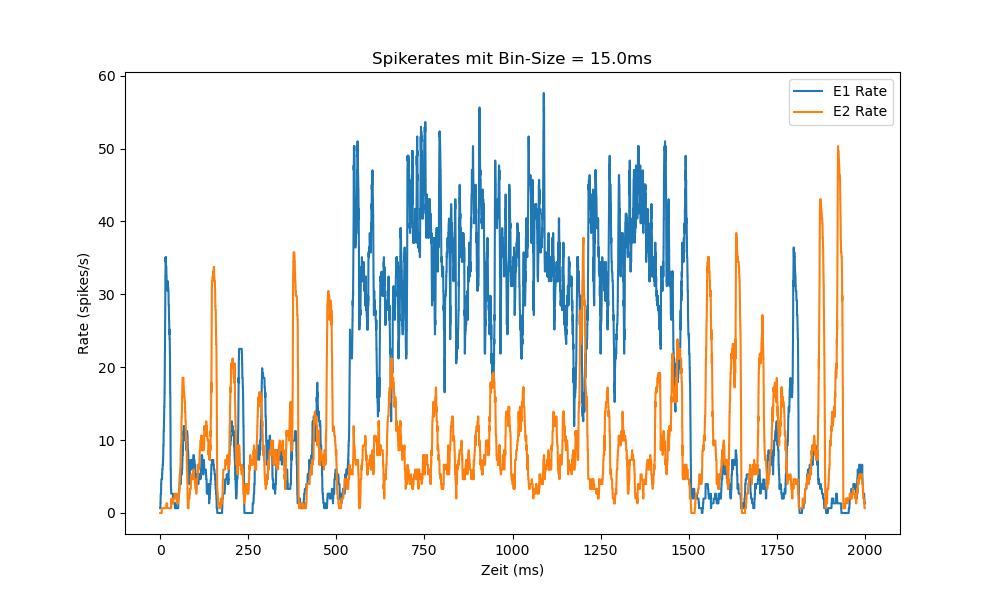 Spikerates mit Bin-Size = 15.0ms
E1 Rate
E2 Rate
Rate (spikes/s)
60
50
40
30
20
10
0
0 250 500 750 1000 1250 1500 1750 2000
Zeit (ms)